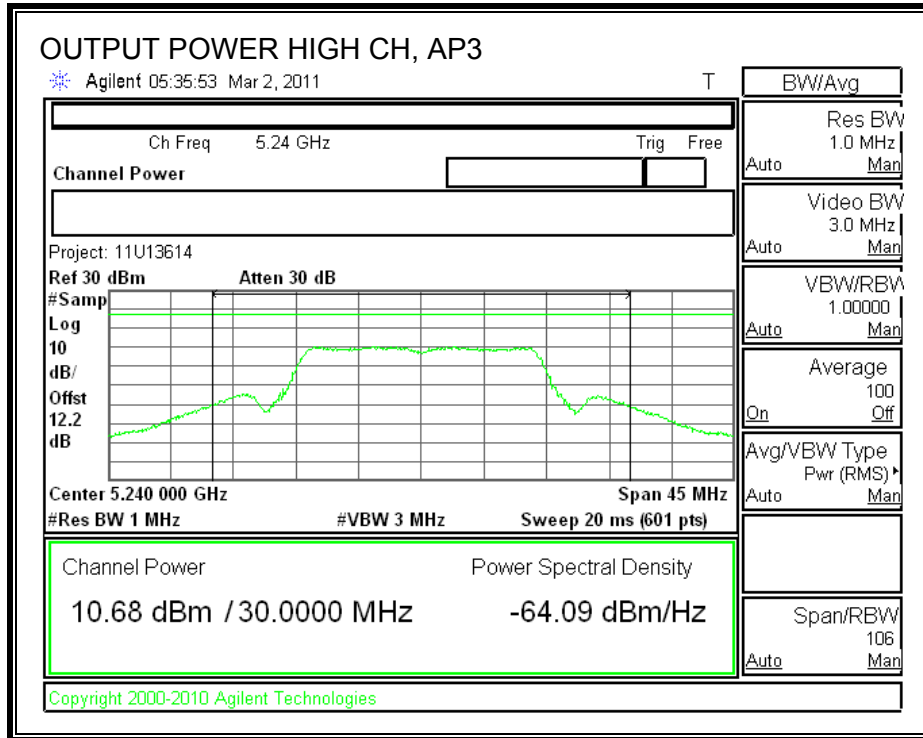 OUTPUT POWER HIGH CH, AP3
Agilent 05:35:53 Mar 2, 2011 T
Ch Freq 5.24 GHz Trig Free
Channel Power
Project: 11U13614
Ref 30 dBm Atten 30 dB
#Samp
Log
10
dB/
Offst
12.2
dB
Center 5.240 000 GHz Span 45 MHz
#Res BW 1 MHz #VBW 3 MHz Sweep 20 ms (601 pts)
Channel Power Power Spectral Density
10.68 dBm / 30.0000 MHz -64.09 dBm/Hz
Copyright 2000-2010 Agilent Technologies
BW/Avg
Res BW
1.0 MHz
Auto Man
Video BW
3.0 MHz
Auto Man
VBW/RBW
1.00000
Auto Man
Average
100
On Off
Avg/VBW Type
Pwr (RMS)
Auto Man
Span/RBW
106
Auto Man